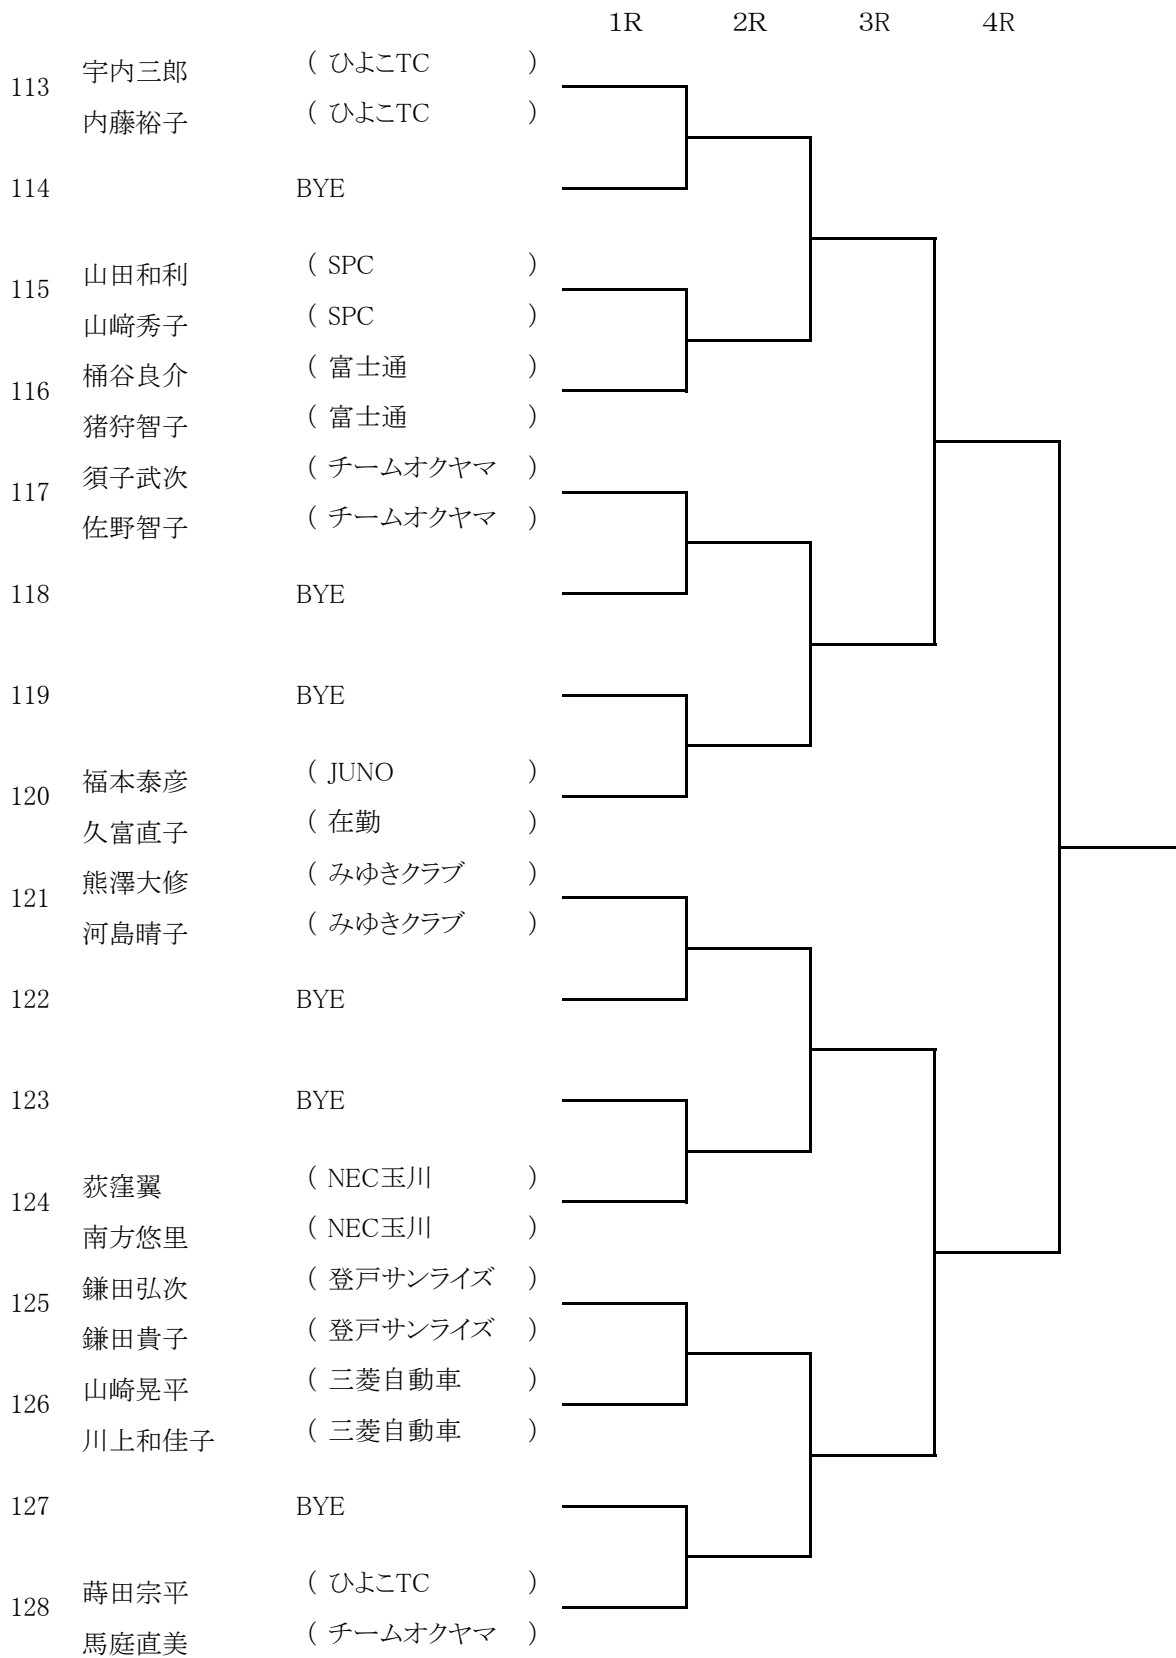 1R 2R 3R 4R
宇内三郎 ( ひよこTC )
113
内藤裕子 ( ひよこTC )
114 BYE
山田和利 ( SPC )
115
山﨑秀子 ( SPC )
桶谷良介 ( 富士通 )
116
猪狩智子 ( 富士通 )
須子武次 ( チームオクヤマ )
117
佐野智子 ( チームオクヤマ )
118 BYE
119 BYE
福本泰彦 ( JUNO )
120
久富直子 ( 在勤 )
熊澤大修 ( みゆきクラブ )
121
河島晴子 ( みゆきクラブ )
122 BYE
123 BYE
荻窪翼 ( NEC玉川 )
124
南方悠里 ( NEC玉川 )
鎌田弘次 ( 登戸サンライズ )
125
鎌田貴子 ( 登戸サンライズ )
山崎晃平 ( 三菱自動車 )
126
川上和佳子 ( 三菱自動車 )
127 BYE
蒔田宗平 ( ひよこTC )
128
馬庭直美 ( チームオクヤマ )